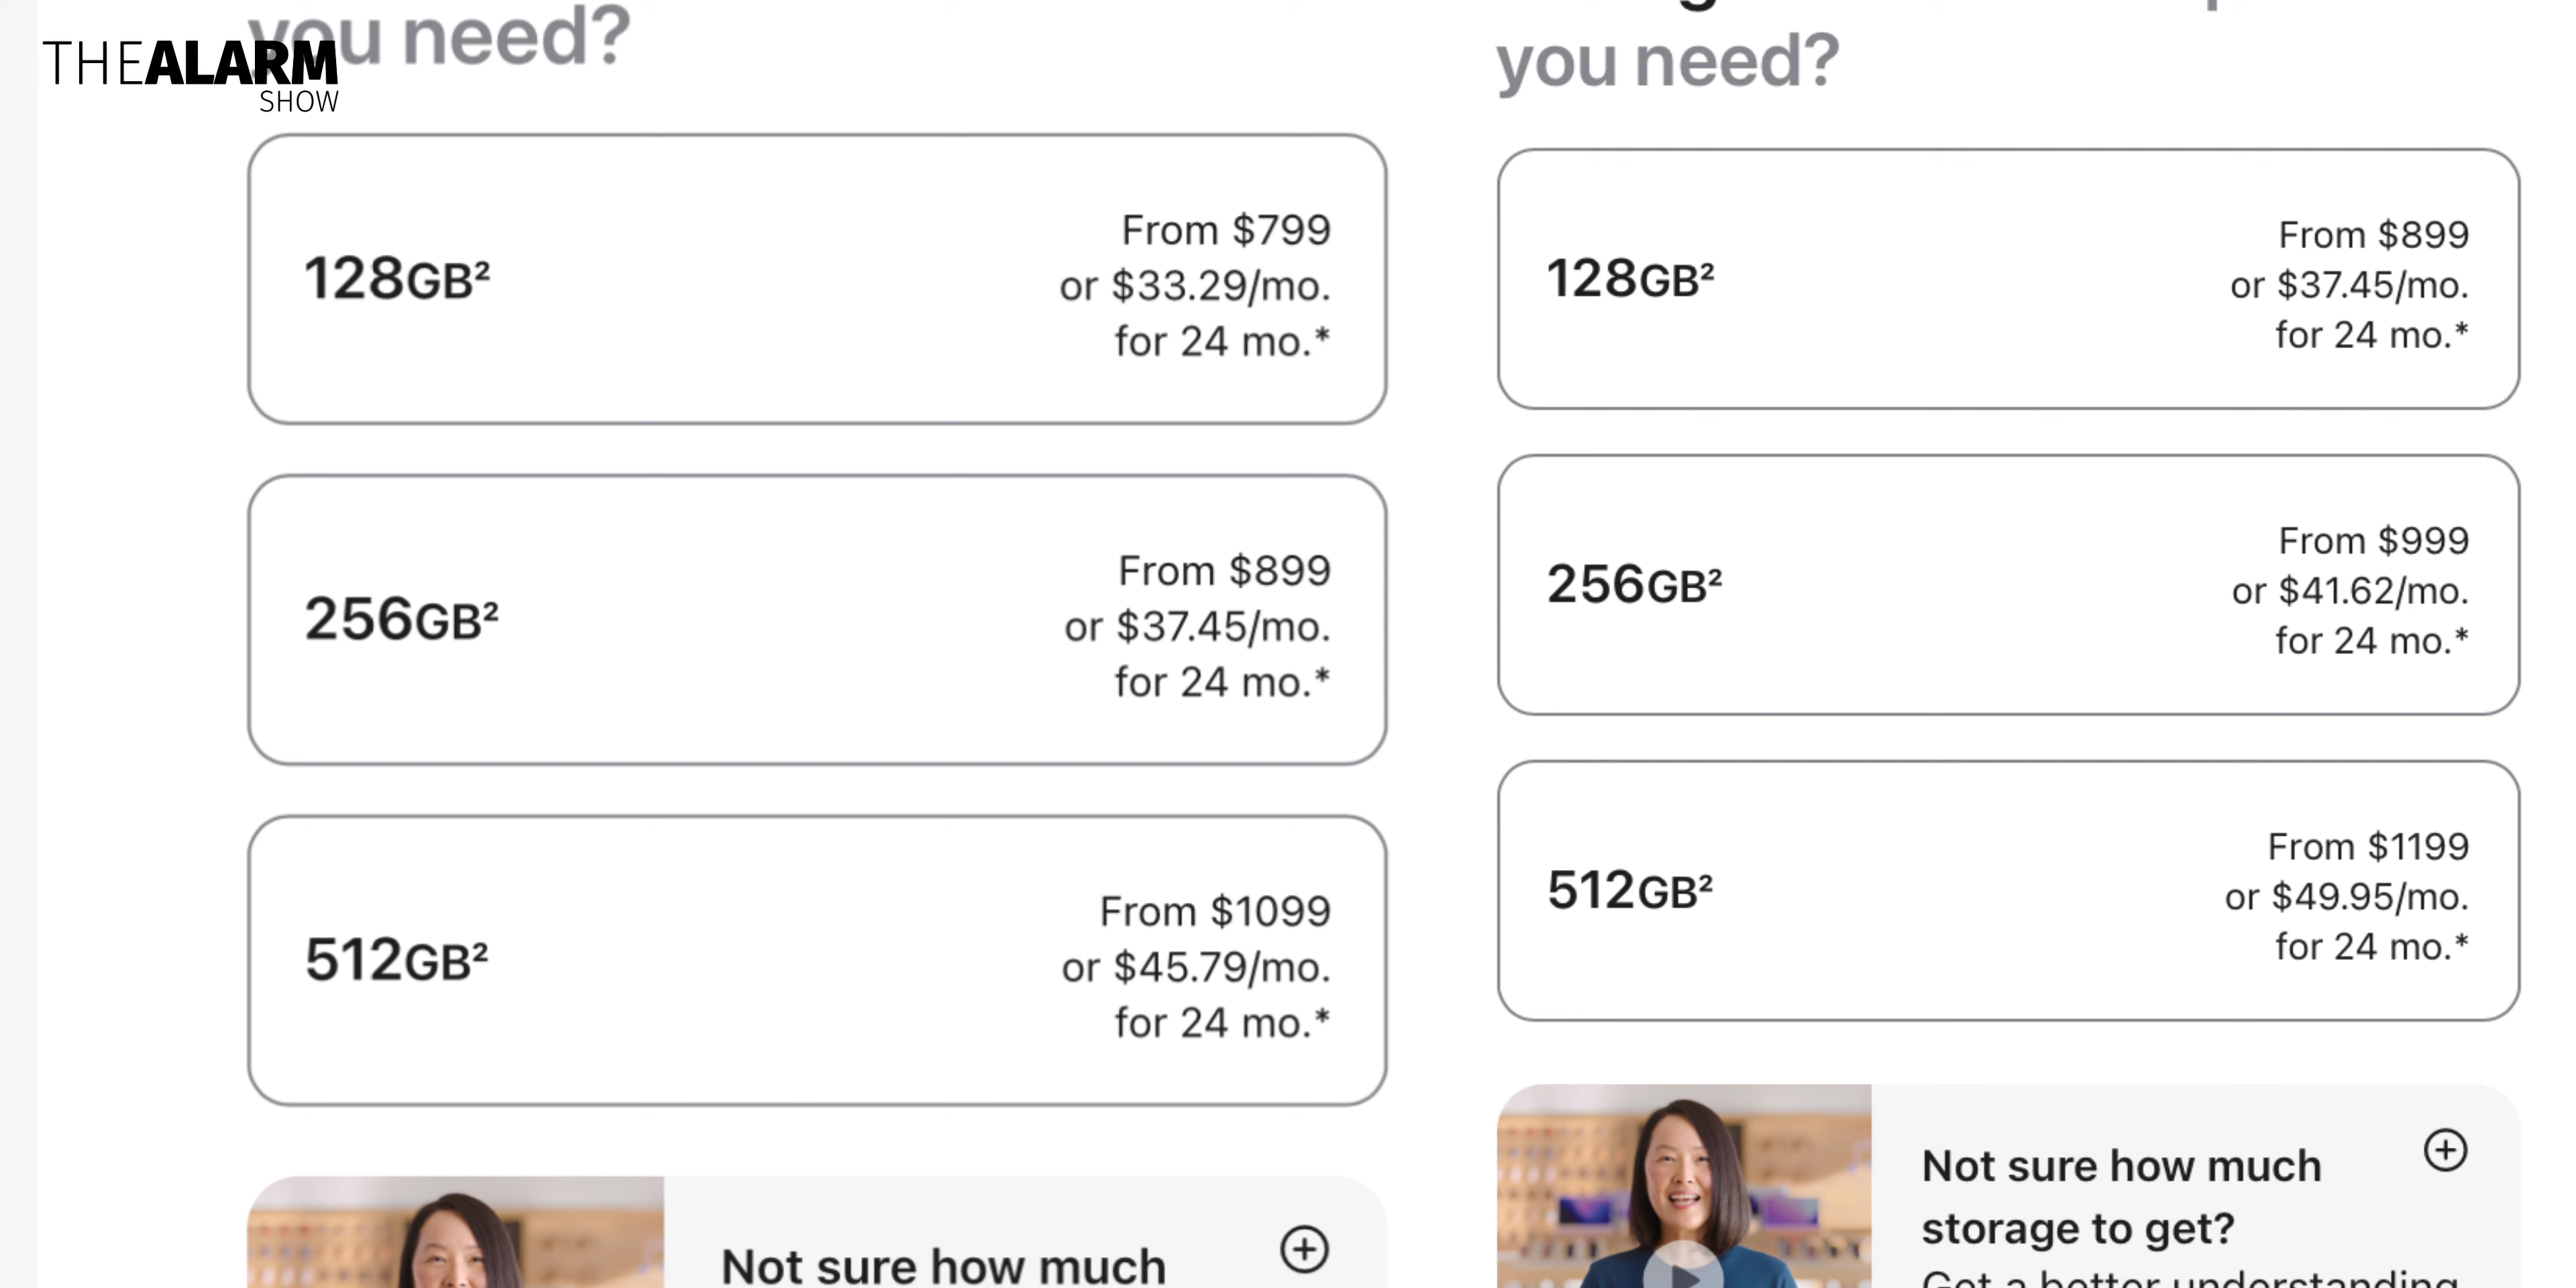 THEALARM
SHOW
you need?
128GB²
From $799
or $33.29/mo.
for 24 mo.*
256GB²
From $899
or $37.45/mo.
for 24 mo.*
512GB²
From $1099
or $45.79/mo.
for 24 mo.*
Not sure how much
you need?
128GB²
From $899
or $37.45/mo.
for 24 mo.*
256GB²
From $999
or $41.62/mo.
for 24 mo.*
512GB²
From $1199
or $49.95/mo.
for 24 mo.*
Not sure how much
storage to get?
Get a better understanding